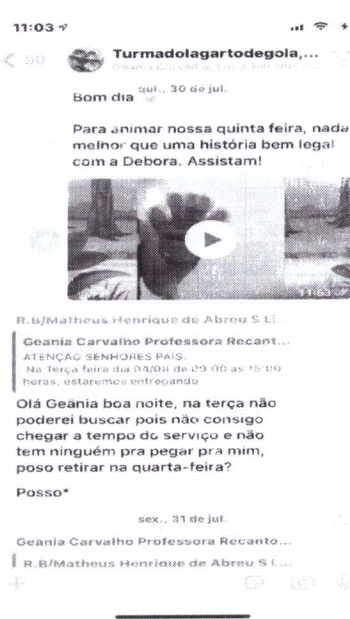 11:03
90
Turmadolagartodegola,...
qui., 30 de jul.
Bom dia
Para animar nossa quinta feira, nada
melhor que uma história bem legal
com a Debora. Assistam!
11:53
R.B/Matheus Henrique de Abreu S Li...
Geania Carvalho Professora Recant...
ATENÇÃO SENHORES PAIS.
Na Terça feira dia 04/08 de 09:00 as 15:00
horas, estaremos entregando
Olá Geânia boa noite, na terça não
poderei buscar pois não consigo
chegar a tempo do serviço e não
tem ninguém pra pegar pra mim,
poso retirar na quarta-feira?
Posso*
sex., 31 de jul.
Geania Carvalho Professora Recanto...
R.B/Matheus Henrique de Abreu S L...